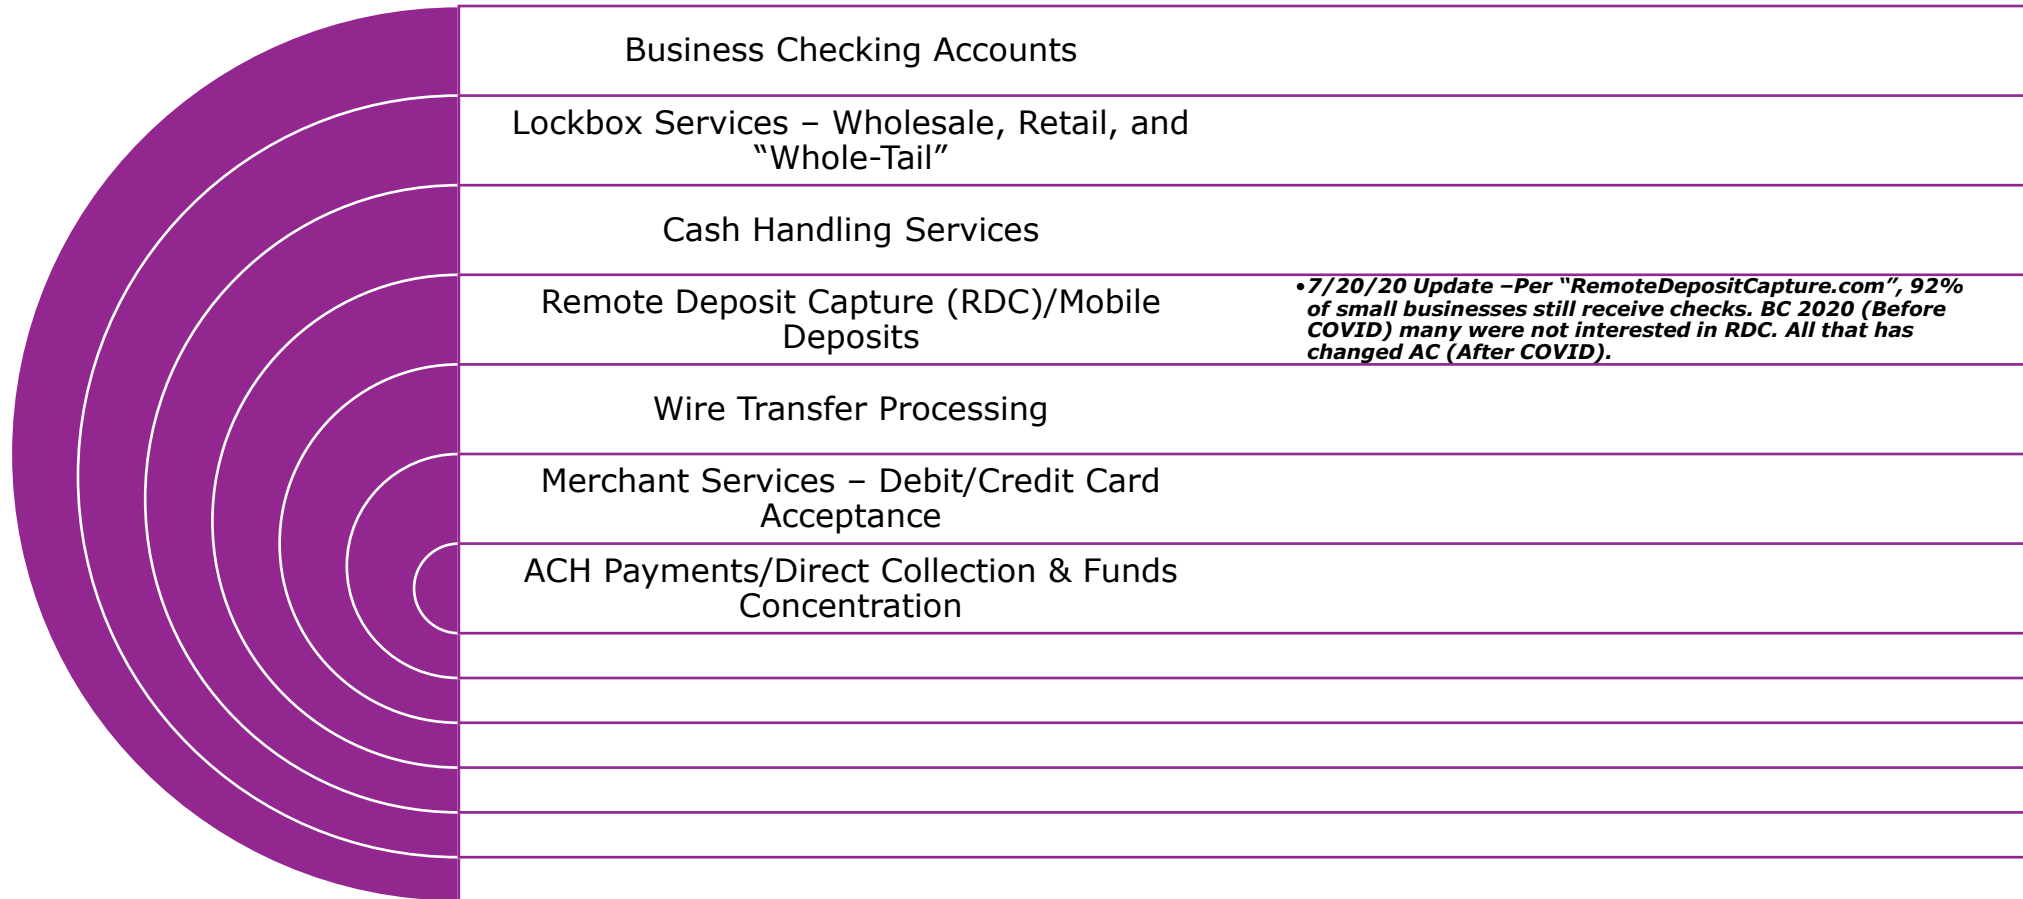 Business Checking Accounts
Lockbox Services – Wholesale, Retail, and
“Whole-Tail”
Cash Handling Services
Remote Deposit Capture (RDC)/Mobile
Deposits
•7/20/20 Update –Per “RemoteDepositCapture.com”, 92%
of small businesses still receive checks. BC 2020 (Before
COVID) many were not interested in RDC. All that has
changed AC (After COVID).
Wire Transfer Processing
Merchant Services – Debit/Credit Card
Acceptance
ACH Payments/Direct Collection & Funds
Concentration